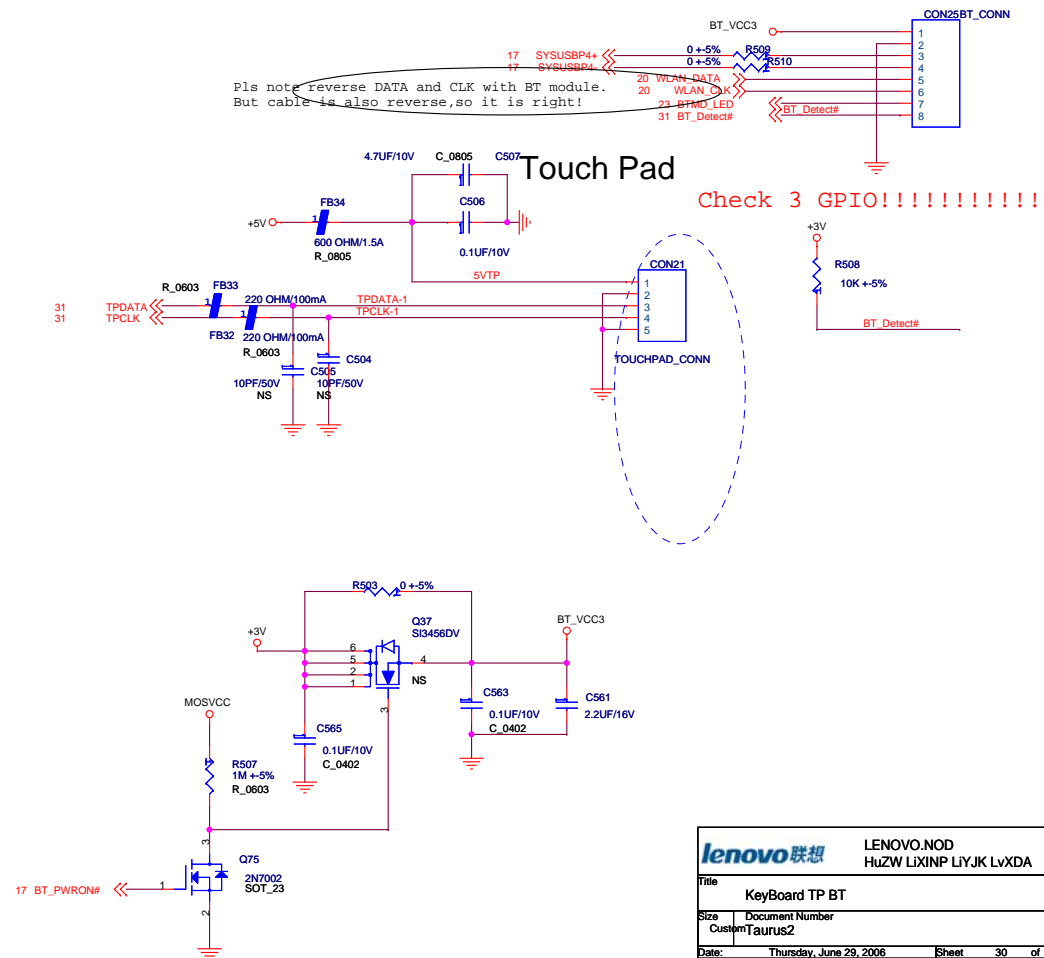 CON25BT_CONN
BT_VCC3
1
2
3
4
5
6
7
8
17 SYSUSBP4+
0 +-5%
R509
17 SYSUSBP4-
0 +-5%
R510
20 WLAN_DATA
20 WLAN_CLK
23 BTMD_LED
31 BT_Detect#
BT_Detect#
Pls note reverse DATA and CLK with BT module.
But cable is also reverse,so it is right!
Touch Pad
Check 3 GPIO!!!!!!!!!!!
4.7UF/10V
C_0805
C507
C506
0.1UF/10V
+5V
FB34
1
600 OHM/1.5A
R_0805
5VTP
CON21
1
2
3
4
5
TOUCHPAD_CONN
+3V
R508
10K +-5%
BT_Detect#
R_0603
FB33
31 TPDATA
1
220 OHM/100mA
TPDATA-1
31 TPCLK
1
TPCLK-1
FB32
220 OHM/100mA
R_0603
C504
C505
10PF/50V
10PF/50V
NS
NS
R503
0 +-5%
+3V
Q37
SI3456DV
BT_VCC3
6
5
2
1
4
3
NS
C563
0.1UF/10V
C_0402
C561
2.2UF/16V
MOSVCC
C565
0.1UF/10V
C_0402
R507
1M +-5%
R_0603
3
Q75
2N7002
SOT_23
17 BT_PWRON#
1
2
lenovo联想
LENOVO.NOD
HuZW LiXINP LiYJK LvXDA
Title
KeyBoard TP BT
Size
Document Number
Custom
Taurus2
Date:
Thursday, June 29, 2006
Sheet
30
of